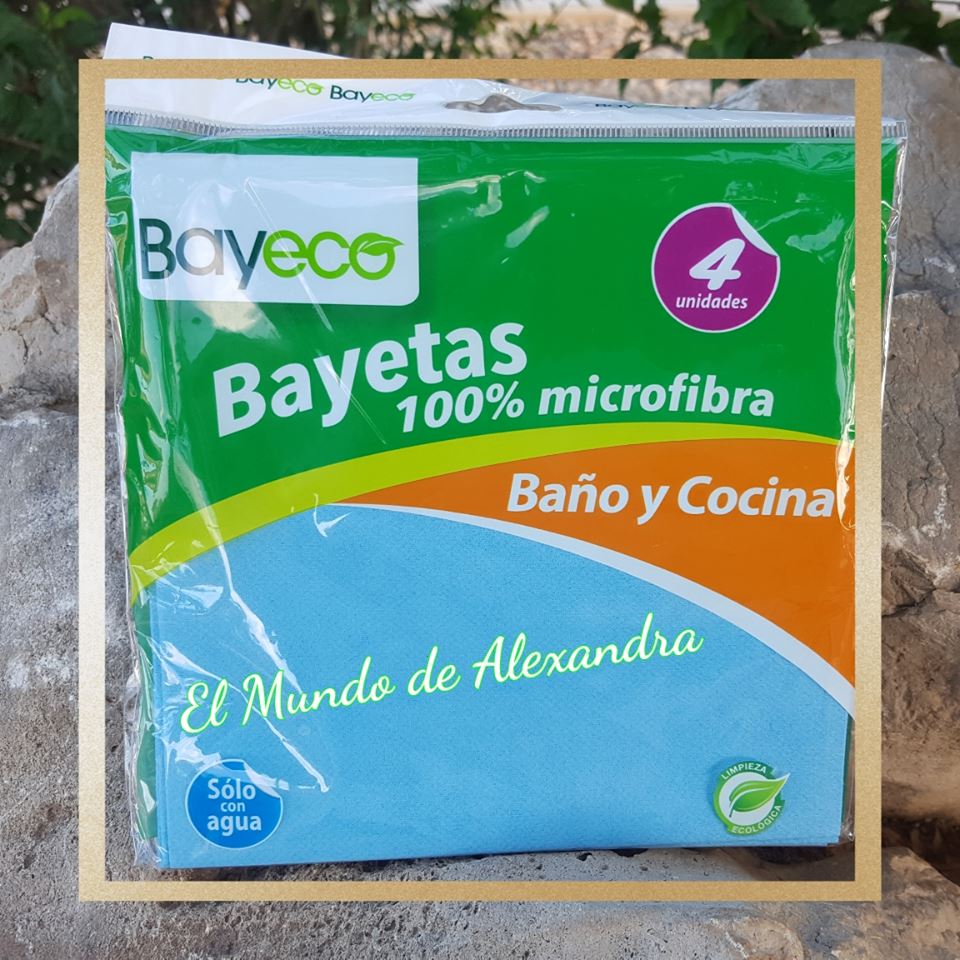 Bayeco Bayeco
Bayeco
4
unidades
Bayetas
100% microfibra
Baño y Cocina
El Mundo de Alexandra
Sólo
con
agua
LIMPIEZA
ECOLÓGICA